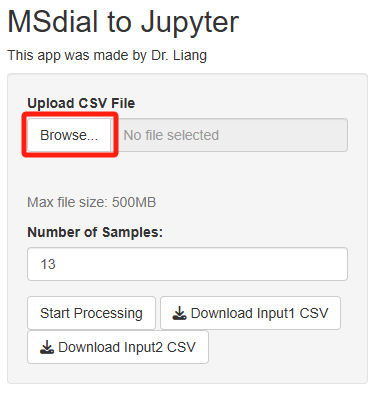 MSdial to Jupyter
This app was made by Dr. Liang
Upload CSV File
Browse... No file selected
Max file size: 500MB
Number of Samples:
13
Start Processing Download Input1 CSV
Download Input2 CSV